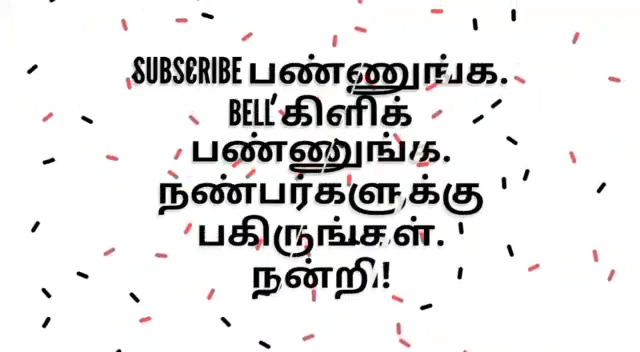 SUBSCRIBE பண்ணுங்க.
BELL கிளிக்
பண்ணுங்க.
நண்பர்களுக்கு
பகிருங்கள்.
நன்றி!